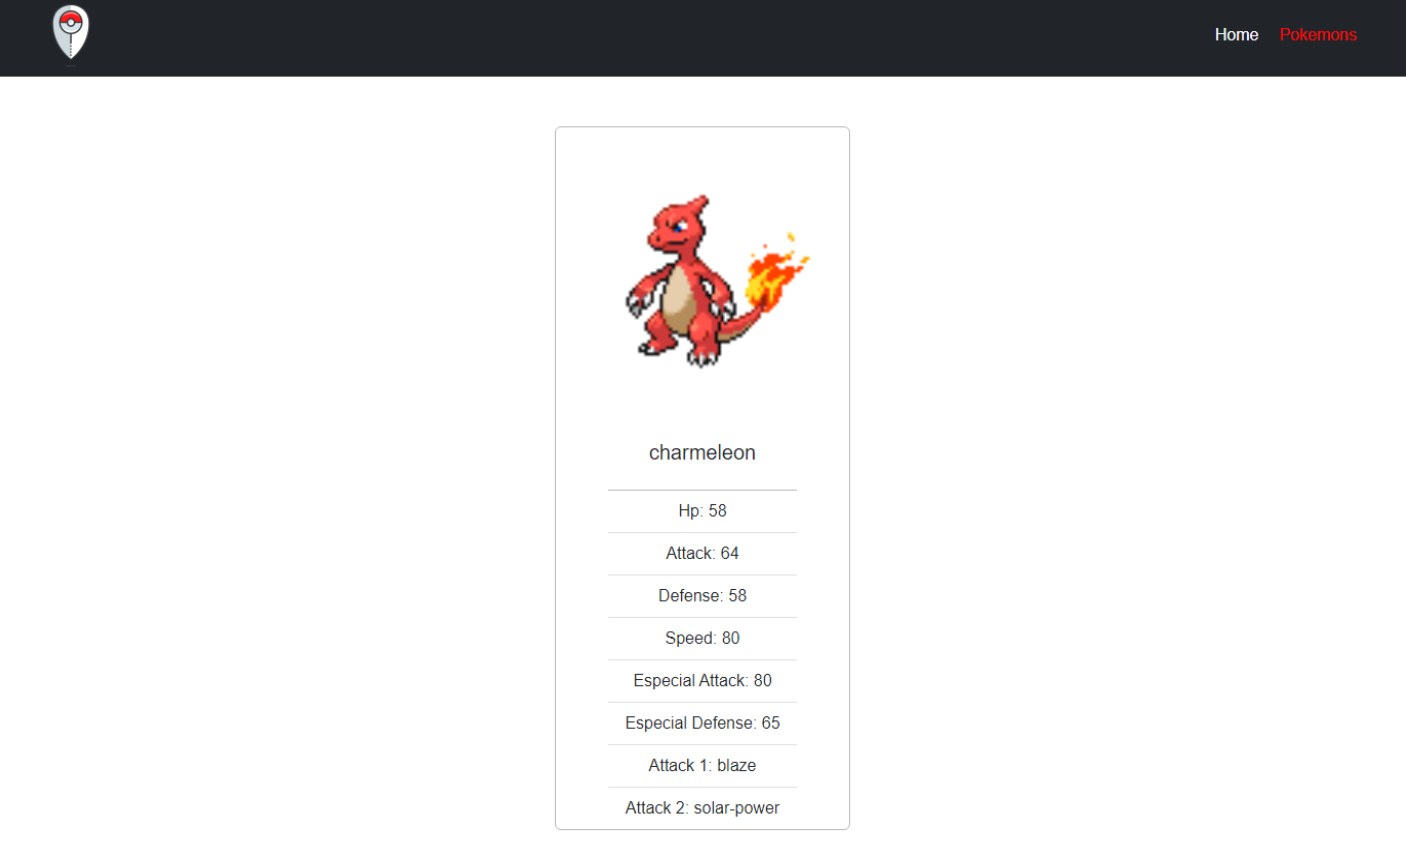 Home Pokemons
charmeleon
Hp: 58
Attack: 64
Defense: 58
Speed: 80
Especial Attack: 80
Especial Defense: 65
Attack 1: blaze
Attack 2: solar-power